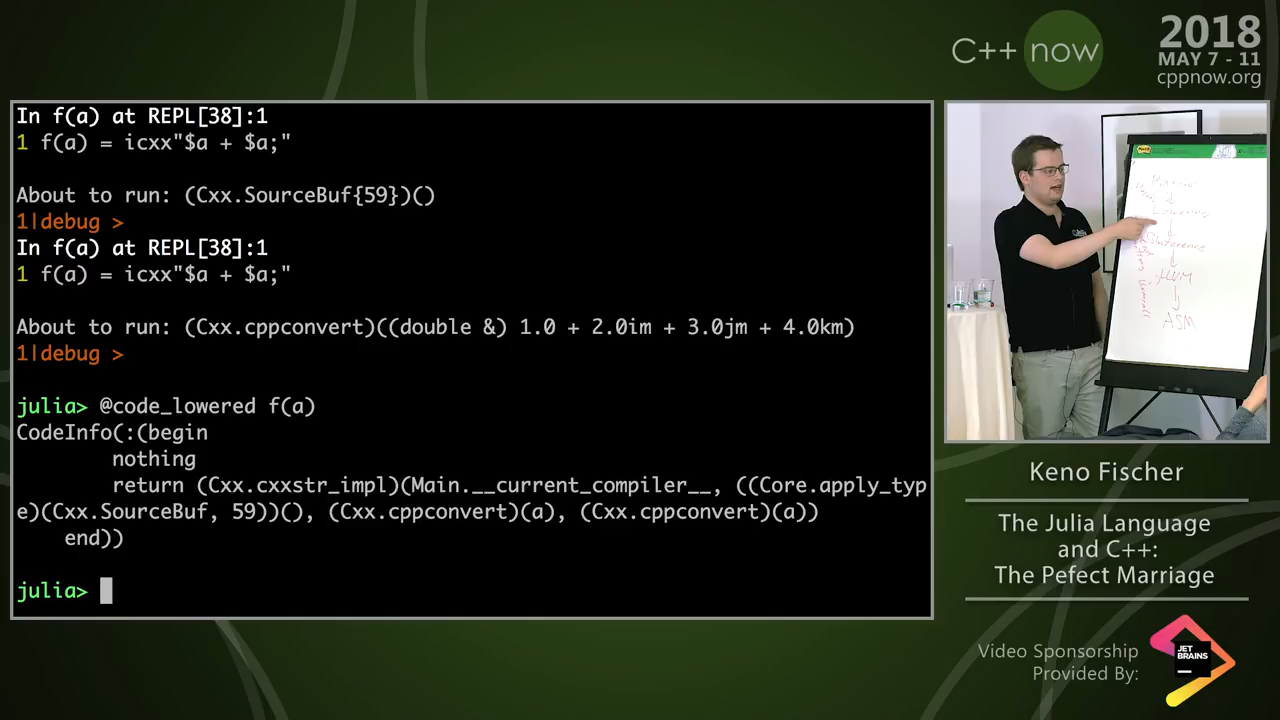 C++ now
2018
MAY 7 - 11
cppnow.org
In f(a) at REPL[38]:1
1 f(a) = icxx"$a + $a;"
About to run: (Cxx.SourceBuf{59})()
1|debug >
In f(a) at REPL[38]:1
1 f(a) = icxx"$a + $a;"
About to run: (Cxx.cppconvert)((double &) 1.0 + 2.0im + 3.0jm + 4.0km)
1|debug >
julia> @code_lowered f(a)
CodeInfo(:(begin
nothing
return (Cxx.cxxstr_impl)(Main.__current_compiler__, ((Core.apply_typ
e)(Cxx.SourceBuf, 59))(), (Cxx.cppconvert)(a), (Cxx.cppconvert)(a))
end))
julia>
Lowering
Inference
LLVM
ASM
Keno Fischer
The Julia Language
and C++:
The Pefect Marriage
Video Sponsorship
Provided By:
JET
BRAINS